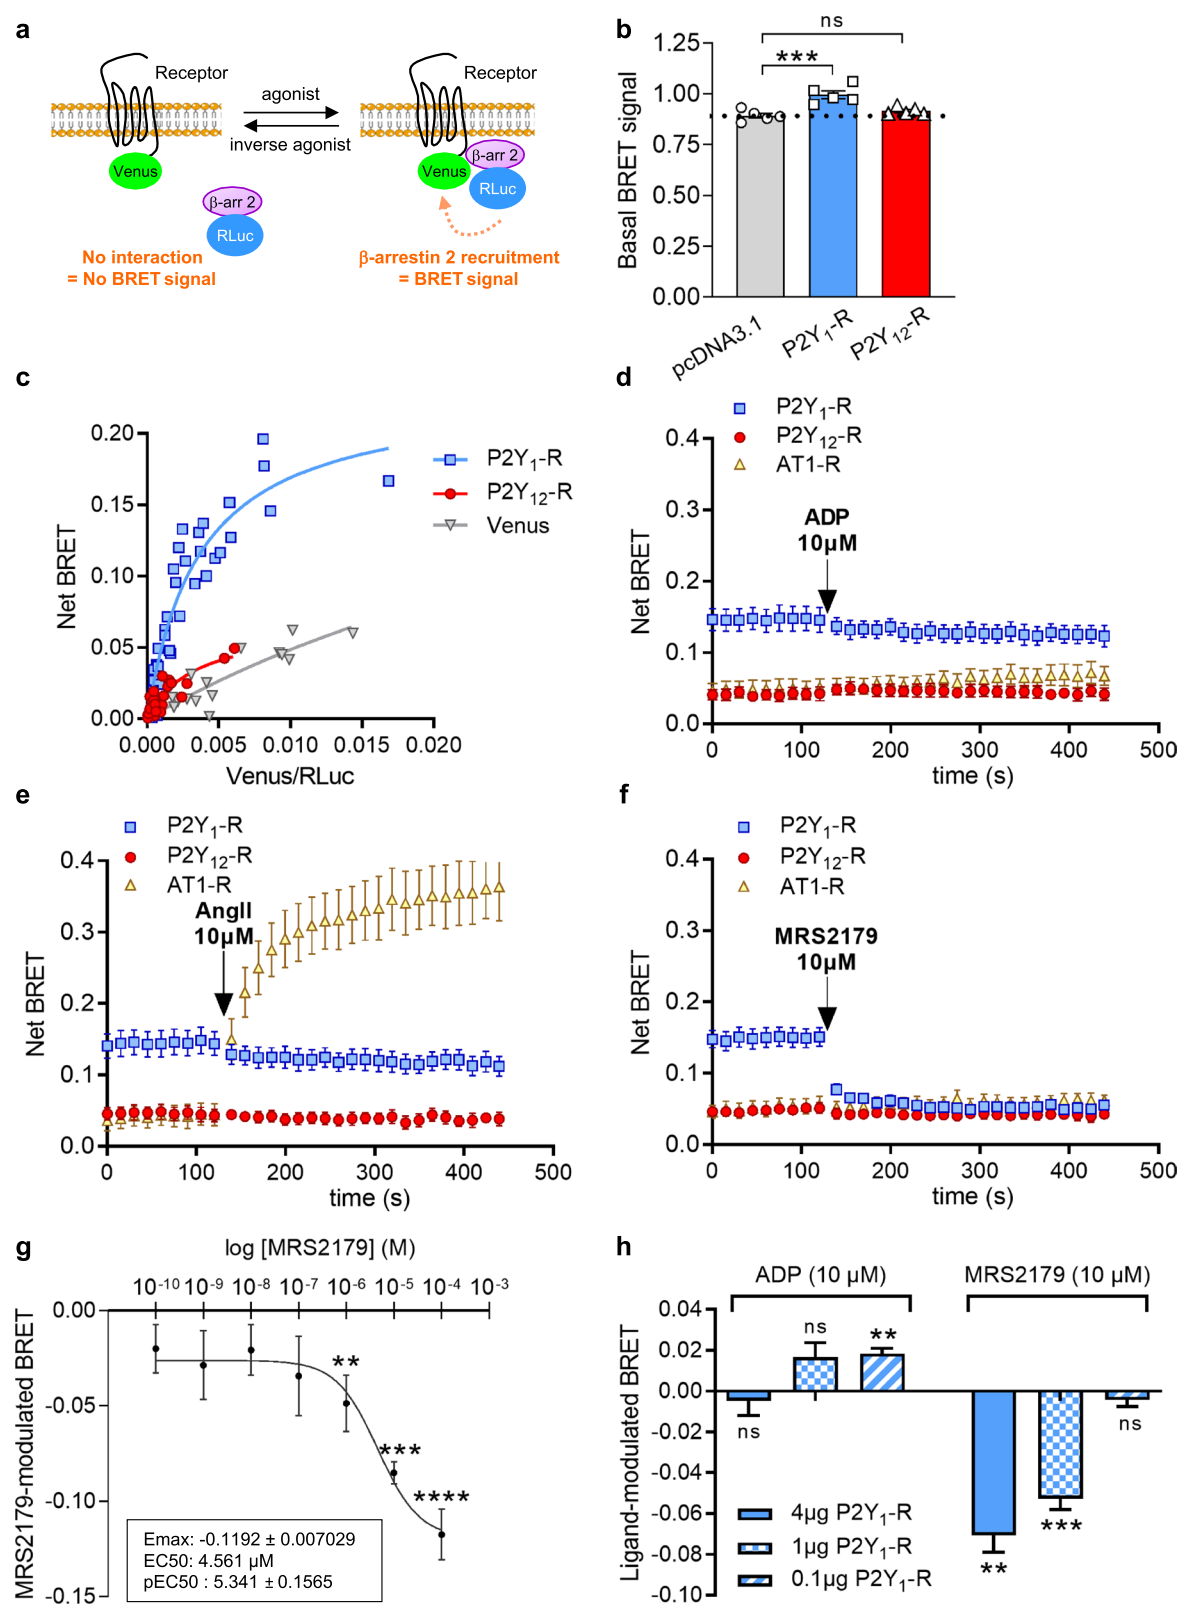 a
Receptor
Receptor
agonist
inverse agonist
Venus
β-arr 2
RLuc
Venus
β-arr 2
RLuc
No interaction
= No BRET signal
β-arrestin 2 recruitment
= BRET signal
b
ns
***
Basal BRET signal
1.25
1.00
0.75
0.50
0.25
0.00
pcDNA3.1
P2Y1-R
P2Y12-R
c
Net BRET
0.20
0.15
0.10
0.05
0.00
0.000 0.005 0.010 0.015 0.020
Venus/RLuc
P2Y1-R
P2Y12-R
Venus
d
P2Y1-R
P2Y12-R
AT1-R
ADP
10µM
Net BRET
0.4
0.3
0.2
0.1
0.0
0 100 200 300 400 500
time (s)
e
P2Y1-R
P2Y12-R
AT1-R
AngII
10µM
Net BRET
0.4
0.3
0.2
0.1
0.0
0 100 200 300 400 500
time (s)
f
P2Y1-R
P2Y12-R
AT1-R
MRS2179
10µM
Net BRET
0.4
0.3
0.2
0.1
0.0
0 100 200 300 400 500
time (s)
g
log [MRS2179] (M)
10-10 10-9 10-8 10-7 10-6 10-5 10-4 10-3
MRS2179-modulated BRET
0.00
-0.05
-0.10
-0.15
**
***
****
Emax: -0.1192 ± 0.007029
EC50: 4.561 µM
pEC50 : 5.341 ± 0.1565
h
ADP (10 µM)
MRS2179 (10 µM)
Ligand-modulated BRET
0.04
0.02
0.00
-0.02
-0.04
-0.06
-0.08
-0.10
ns
ns
**
**
***
ns
4µg P2Y1-R
1µg P2Y1-R
0.1µg P2Y1-R